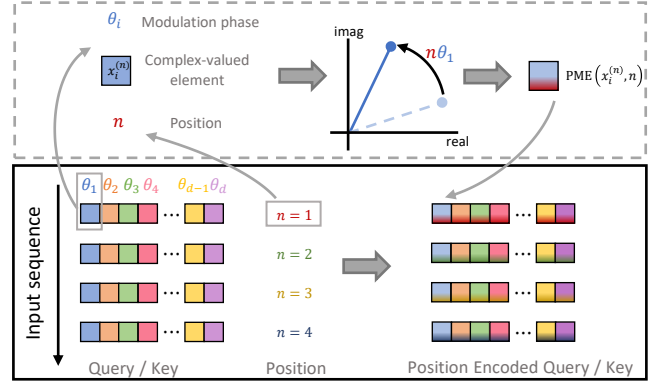 θi Modulation phase
imag
xi(n) Complex-valued element
nθ1
PME(xi(n), n)
n Position
real
θ1 θ2 θ3 θ4 θd−1 θd
Input sequence
··· n = 1 ···
··· n = 2 ···
··· n = 3 ···
··· n = 4 ···
Query / Key Position Position Encoded Query / Key